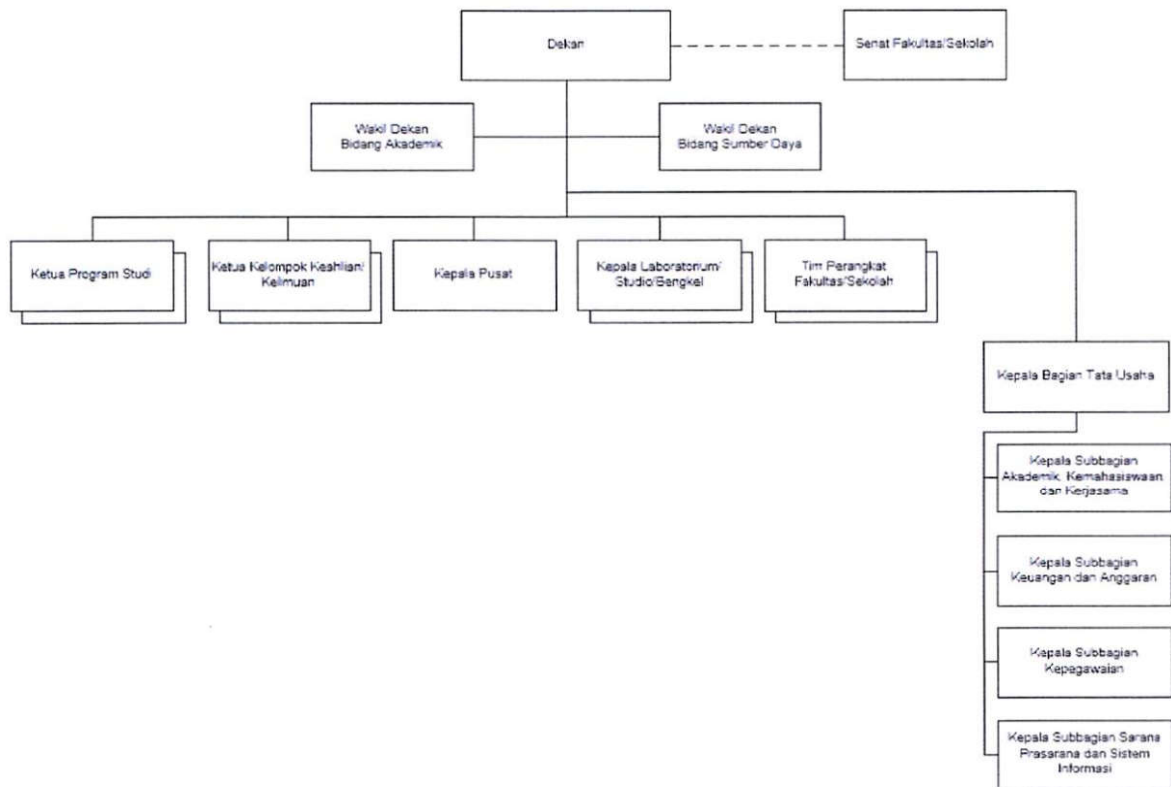 Dekan
Senat Fakultas/Sekolah
Wakil Dekan
Bidang Akademik
Wakil Dekan
Bidang Sumber Daya
Ketua Program Studi
Ketua Kelompok Keahlian/
Keilmuan
Kepala Pusat
Kepala Laboratorium/
Studio/Bengkel
Tim Perangkat
Fakultas/Sekolah
Kepala Bagian Tata Usaha
Kepala Subbagian
Akademik, Kemahasiswaan
dan Kerjasama
Kepala Subbagian
Keuangan dan Anggaran
Kepala Subbagian
Kepegawaian
Kepala Subbagian Sarana
Prasarana dan Sistem
Informasi